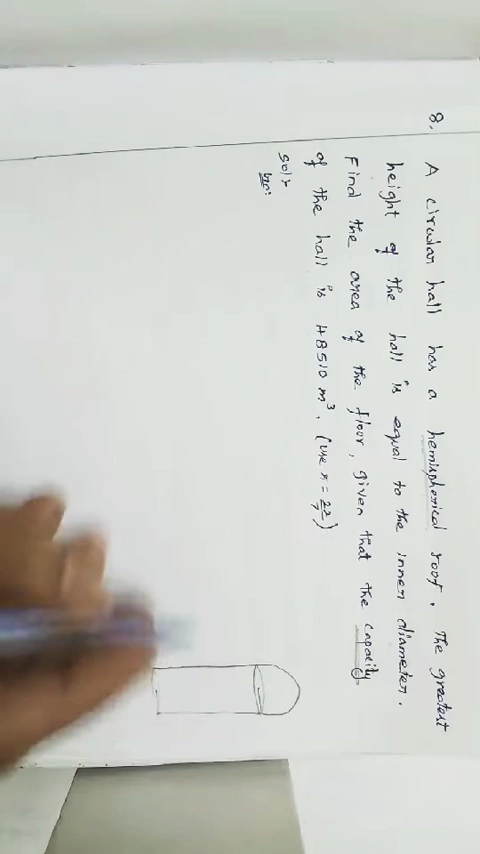 8. A circular hall has a hemispherical roof. The greatest
height of the hall is equal to the inner diameter.
Find the area of the floor, given that the capacity
of the hall is 48510 m³. (use π = 22/7)
Soln: